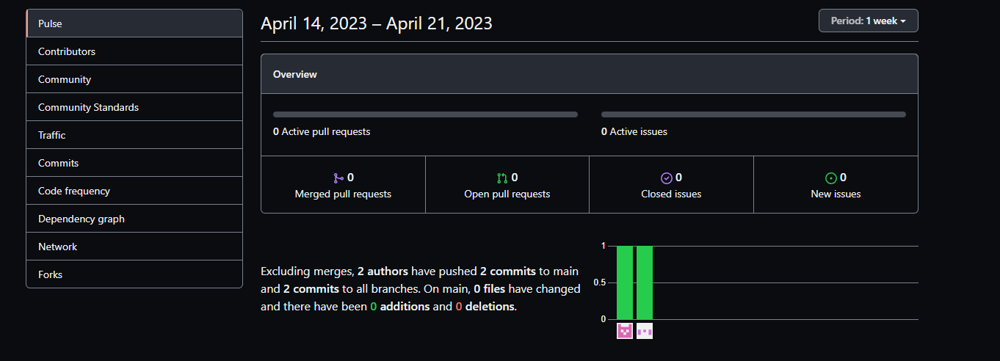 Pulse
Contributors
Community
Community Standards
Traffic
Commits
Code frequency
Dependency graph
Network
Forks
April 14, 2023 – April 21, 2023
Period: 1 week
Overview
0 Active pull requests
0 Active issues
0
Merged pull requests
0
Open pull requests
0
Closed issues
0
New issues
Excluding merges, 2 authors have pushed 2 commits to main
and 2 commits to all branches. On main, 0 files have changed
and there have been 0 additions and 0 deletions.
1
0.5
0